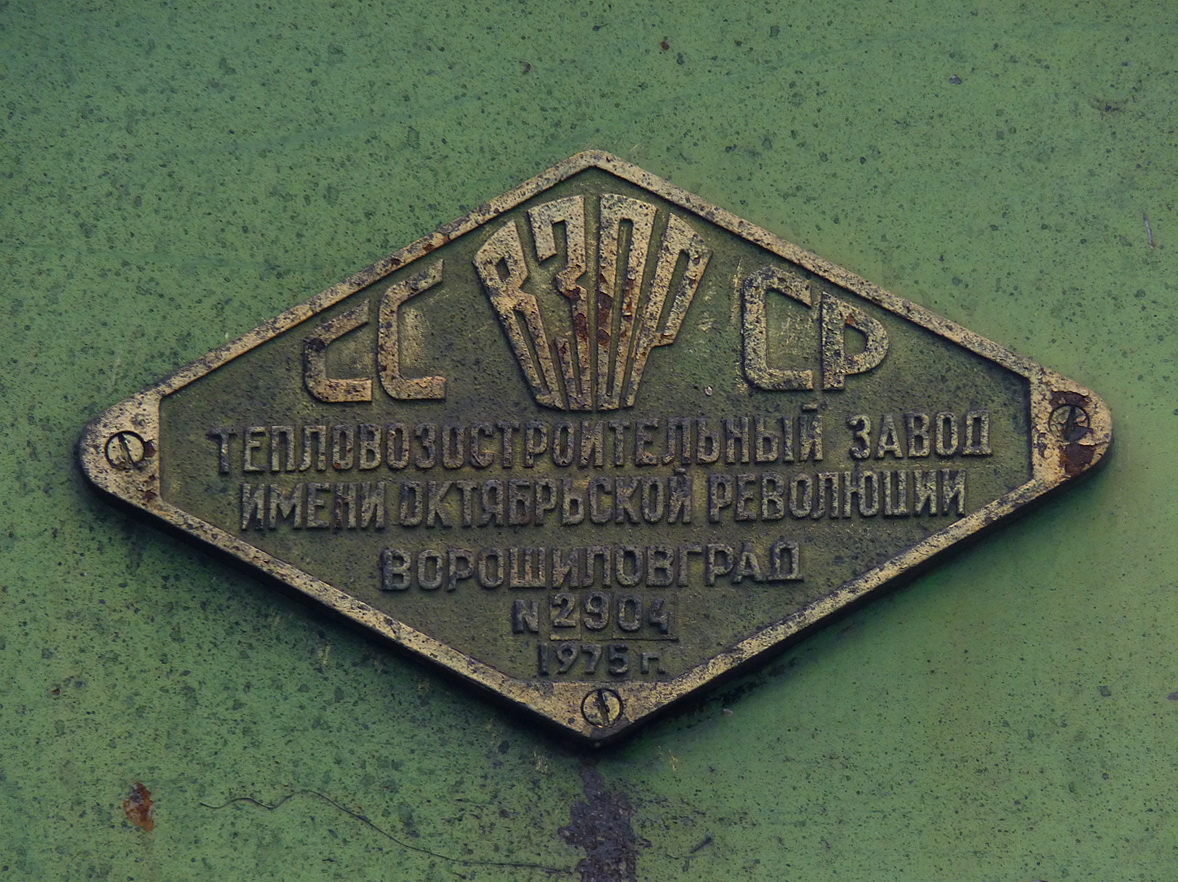 СС ВЗОР СР
ТЕПЛОВОЗОСТРОИТЕЛЬНЫЙ ЗАВОД
ИМЕНИ ОКТЯБРЬСКОЙ РЕВОЛЮЦИИ
ВОРОШИЛОВГРАД
N 2904
1975 г.